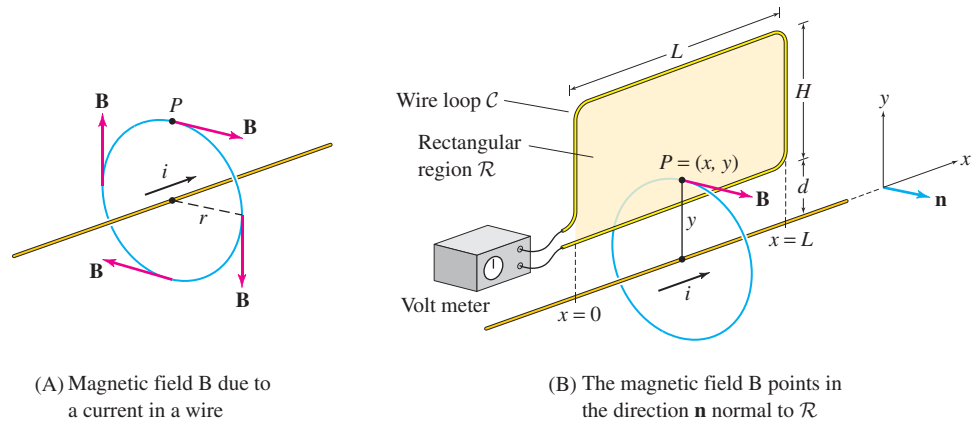 B
P
B
i
r
B
B
(A) Magnetic field B due to
a current in a wire
L
Wire loop C
H
Rectangular
region R
P = (x, y)
y
x
d
B
n
y
x = L
Volt meter
i
x = 0
(B) The magnetic field B points in
the direction n normal to R